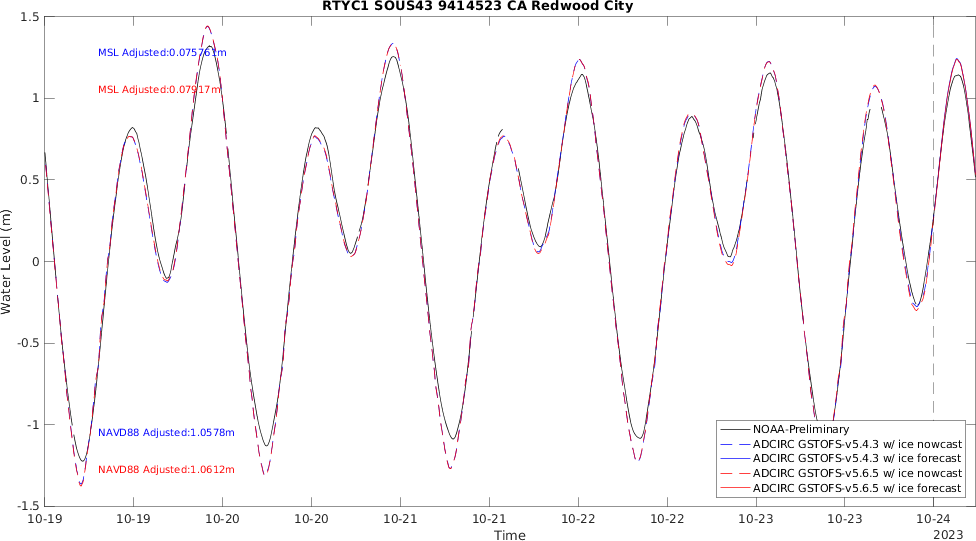 RTYC1 SOUS43 9414523 CA Redwood City
MSL Adjusted:0.075761m
MSL Adjusted:0.07917m
NAVD88 Adjusted:1.0578m
NAVD88 Adjusted:1.0612m
Water Level (m)
1.5
1
0.5
0
-0.5
-1
-1.5
NOAA-Preliminary
ADCIRC GSTOFS-v5.4.3 w/ ice nowcast
ADCIRC GSTOFS-v5.4.3 w/ ice forecast
ADCIRC GSTOFS-v5.6.5 w/ ice nowcast
ADCIRC GSTOFS-v5.6.5 w/ ice forecast
10-19 10-19 10-20 10-20 10-21 10-21 10-22 10-22 10-23 10-23 10-24
Time 2023